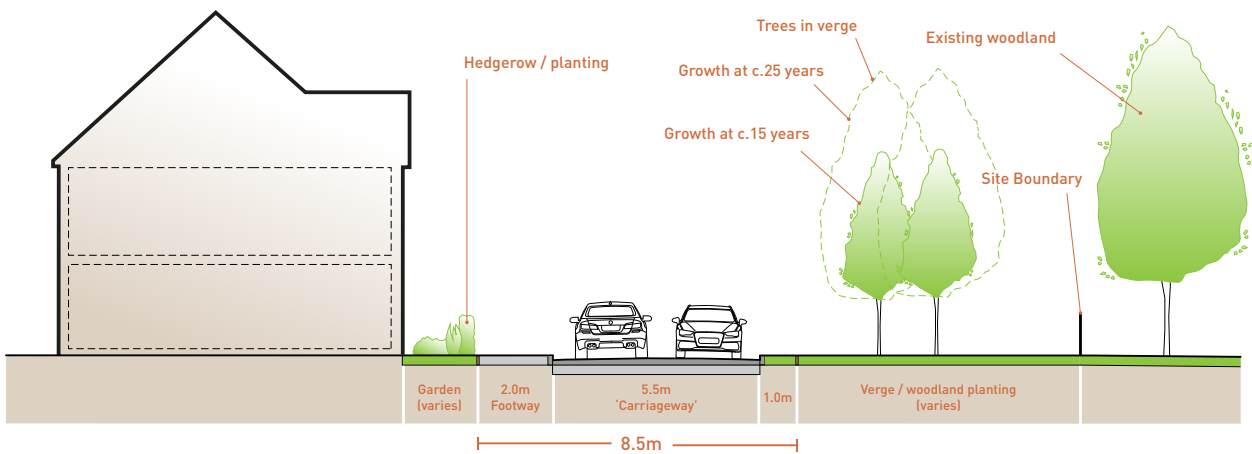 Trees in verge
Existing woodland
Hedgerow / planting
Growth at c.25 years
Growth at c.15 years
Site Boundary
Garden
(varies)
2.0m
Footway
5.5m
‘Carriageway’
1.0m
Verge / woodland planting
(varies)
8.5m